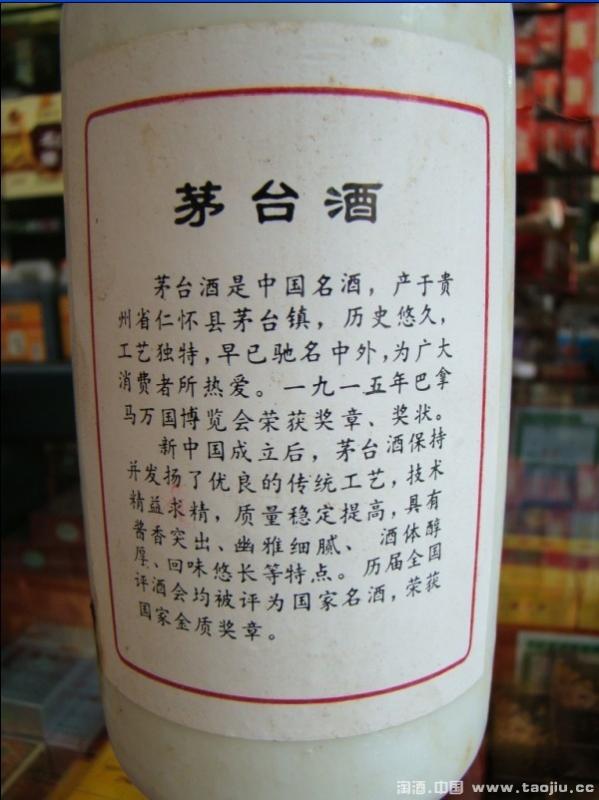 茅台酒
茅台酒是中国名酒，产于贵
州省仁怀县茅台镇，历史悠久，
工艺独特，早已驰名中外，为广大
消费者所热爱。一九一五年巴拿
马万国博览会荣获奖章、奖状。
新中国成立后，茅台酒保持
并发扬了优良的传统工艺，技术
精益求精，质量稳定提高，具有
酱香突出、幽雅细腻、酒体醇
厚、回味悠长等特点。历届全国
评酒会均被评为国家名酒，荣获
国家金质奖章。
淘酒.中国 www.taojiu.cc